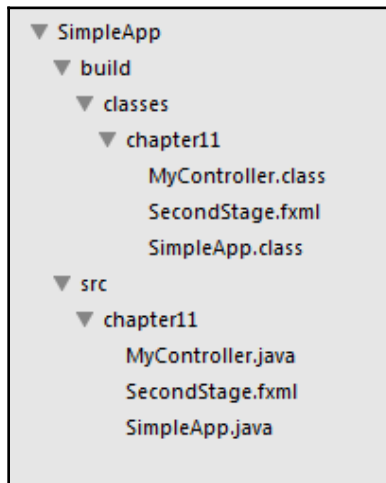 SimpleApp
build
classes
chapter11
MyController.class
SecondStage.fxml
SimpleApp.class
src
chapter11
MyController.java
SecondStage.fxml
SimpleApp.java